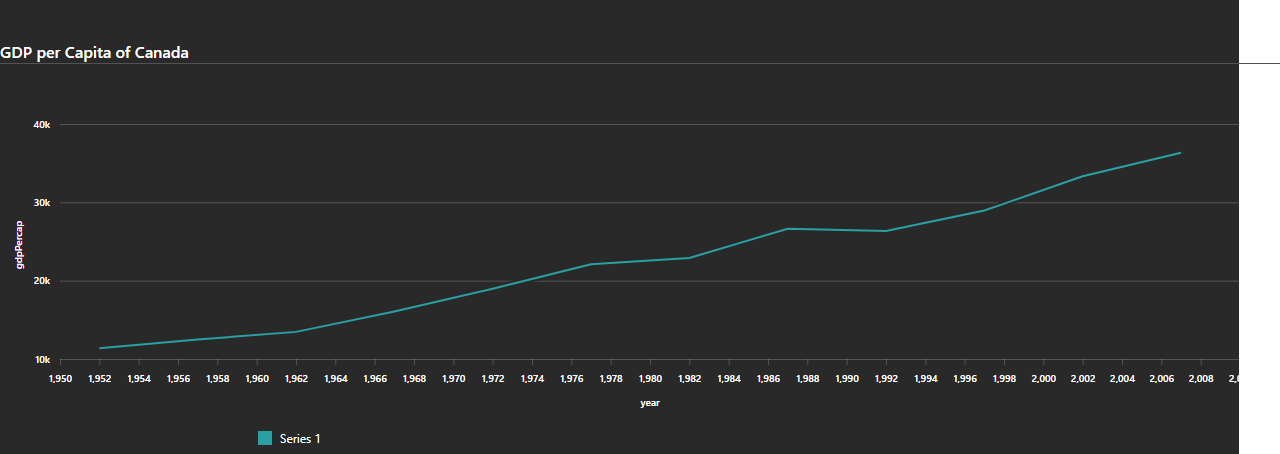 GDP per Capita of Canada
40k
30k
gdpPercap
20k
10k
1,950 1,952 1,954 1,956 1,958 1,960 1,962 1,964 1,966 1,968 1,970 1,972 1,974 1,976 1,978 1,980 1,982 1,984 1,986 1,988 1,990 1,992 1,994 1,996 1,998 2,000 2,002 2,004 2,006 2,008
year
Series 1